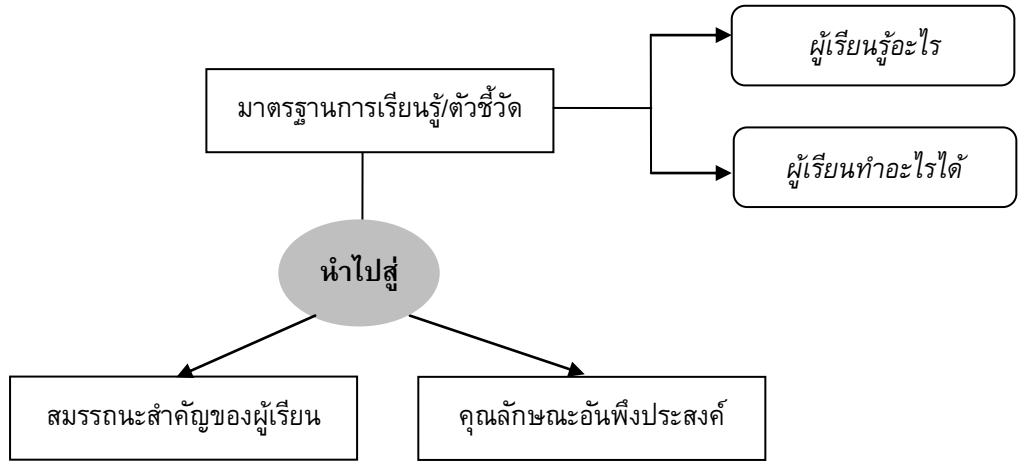 ผู้เรียนรู้อะไร
มาตรฐานการเรียนรู้/ตัวชี้วัด
ผู้เรียนทำอะไรได้
นำไปสู่
สมรรถนะสำคัญของผู้เรียน
คุณลักษณะอันพึงประสงค์